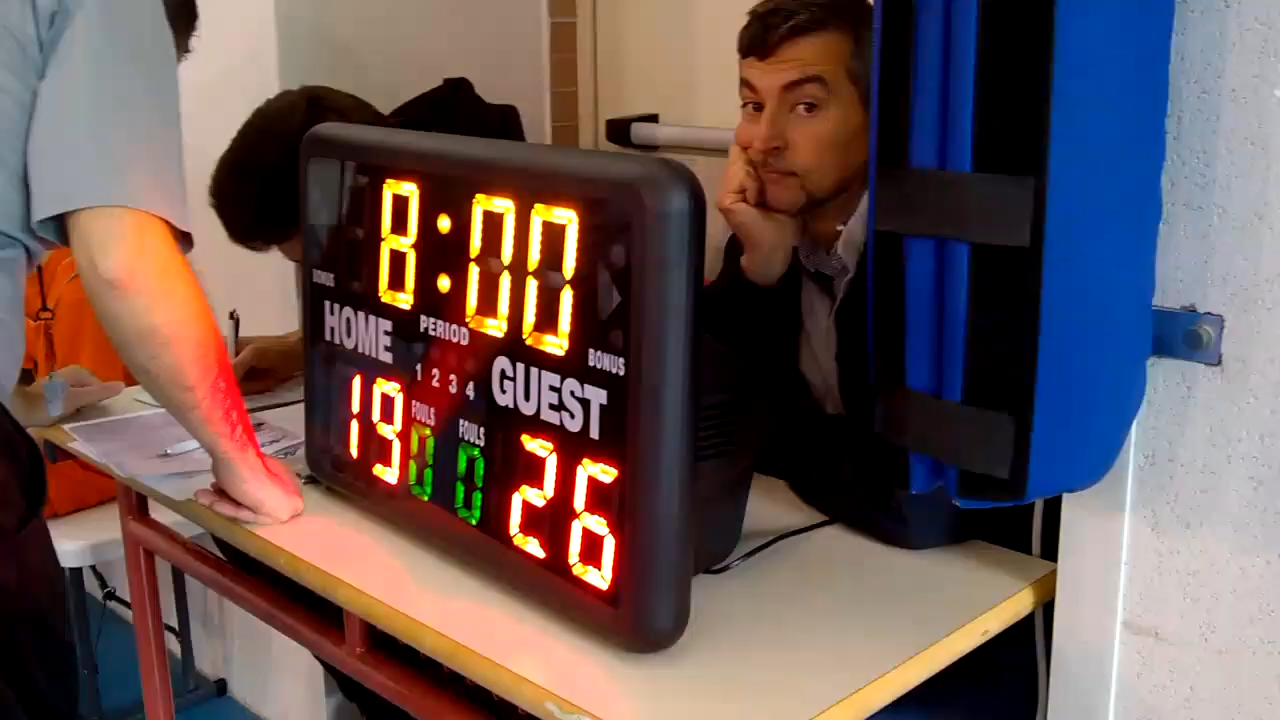 8:00
BONUS
HOME
PERIOD
BONUS
1 2 3 4
GUEST
19
FOULS
0
FOULS
0
26